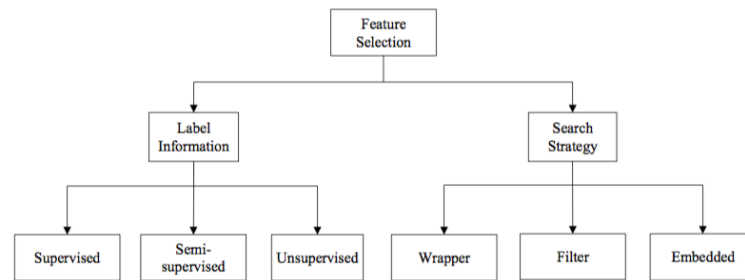 Feature
Selection
Label
Information
Search
Strategy
Supervised
Semi-
supervised
Unsupervised
Wrapper
Filter
Embedded